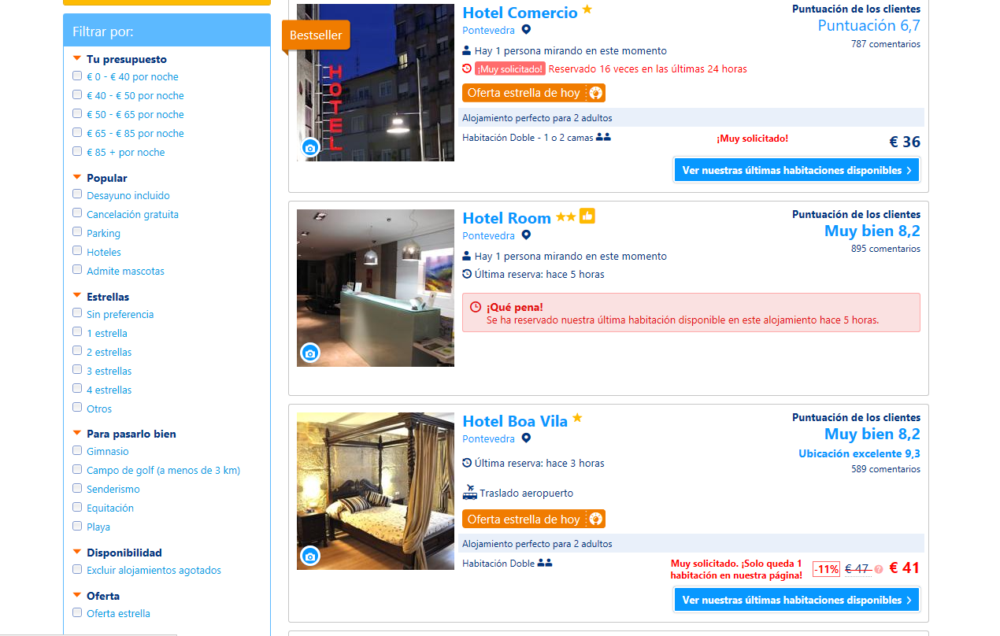 Filtrar por:
Tu presupuesto
€ 0 - € 40 por noche
€ 40 - € 50 por noche
€ 50 - € 65 por noche
€ 65 - € 85 por noche
€ 85 + por noche
Popular
Desayuno incluido
Cancelación gratuita
Parking
Hoteles
Admite mascotas
Estrellas
Sin preferencia
1 estrella
2 estrellas
3 estrellas
4 estrellas
Otros
Para pasarlo bien
Gimnasio
Campo de golf (a menos de 3 km)
Senderismo
Equitación
Playa
Disponibilidad
Excluir alojamientos agotados
Oferta
Oferta estrella
Bestseller
HOTEL
Hotel Comercio
Pontevedra
Hay 1 persona mirando en este momento
¡Muy solicitado! Reservado 16 veces en las últimas 24 horas
Oferta estrella de hoy
Puntuación de los clientes
Puntuación 6,7
787 comentarios
Alojamiento perfecto para 2 adultos
Habitación Doble - 1 o 2 camas
¡Muy solicitado!
€ 36
Ver nuestras últimas habitaciones disponibles
Hotel Room
Pontevedra
Hay 1 persona mirando en este momento
Última reserva: hace 5 horas
Puntuación de los clientes
Muy bien 8,2
895 comentarios
¡Qué pena!
Se ha reservado nuestra última habitación disponible en este alojamiento hace 5 horas.
Hotel Boa Vila
Pontevedra
Última reserva: hace 3 horas
Traslado aeropuerto
Oferta estrella de hoy
Puntuación de los clientes
Muy bien 8,2
Ubicación excelente 9,3
589 comentarios
Alojamiento perfecto para 2 adultos
Habitación Doble
Muy solicitado. ¡Solo queda 1
habitación en nuestra página!
-11% € 47 ? € 41
Ver nuestras últimas habitaciones disponibles